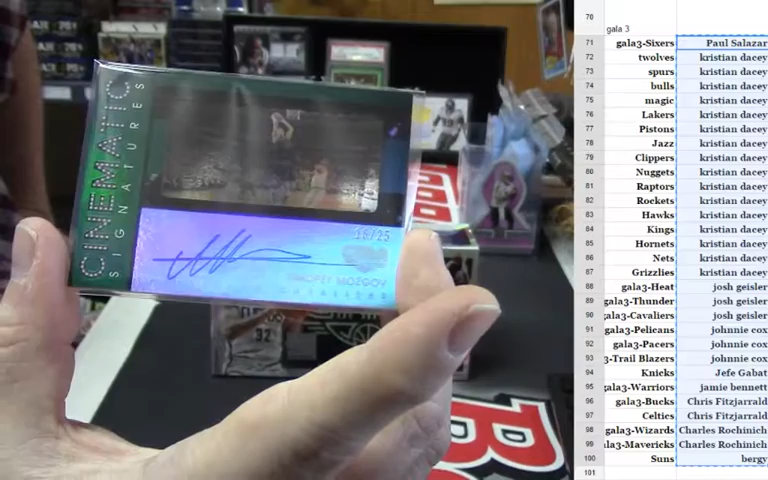 CINEMATIC
SIGNATURES
16/25
TIMOFEY MOZGOV
CAVALIERS
32
70
gala 3
71 gala3-Sixers Paul Salazar
72 twolves kristian dacey
73 spurs kristian dacey
74 bulls kristian dacey
75 magic kristian dacey
76 Lakers kristian dacey
77 Pistons kristian dacey
78 Jazz kristian dacey
79 Clippers kristian dacey
80 Nuggets kristian dacey
81 Raptors kristian dacey
82 Rockets kristian dacey
83 Hawks kristian dacey
84 Kings kristian dacey
85 Hornets kristian dacey
86 Nets kristian dacey
87 Grizzlies kristian dacey
88 gala3-Heat josh geisler
89 gala3-Thunder josh geisler
90 gala3-Cavaliers josh geisler
91 gala3-Pelicans johnnie cox
92 gala3-Pacers johnnie cox
93 -Trail Blazers johnnie cox
94 Knicks Jefe Gabat
95 gala3-Warriors jamie bennett
96 gala3-Bucks Chris Fitzjarrald
97 Celtics Chris Fitzjarrald
98 gala3-Wizards Charles Rochinich
99 gala3-Mavericks Charles Rochinich
100 Suns bergy
101